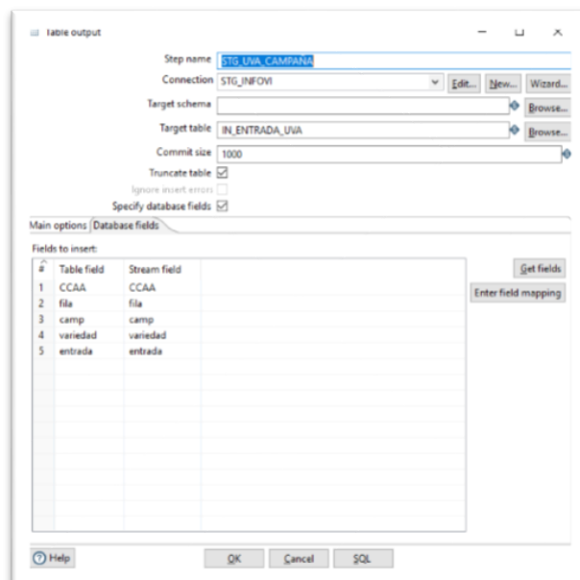 Table output
Step name STG_UVA_CAMPAÑA
Connection STG_INFOVI Edit... New... Wizard...
Target schema Browse...
Target table IN_ENTRADA_UVA Browse...
Commit size 1000
Truncate table
Ignore insert errors
Specify database fields
Main options Database fields
Fields to insert:
# Table field Stream field Get fields
1 CCAA CCAA
Enter field mapping
2 fila fila
3 camp camp
4 variedad variedad
5 entrada entrada
Help OK Cancel SQL